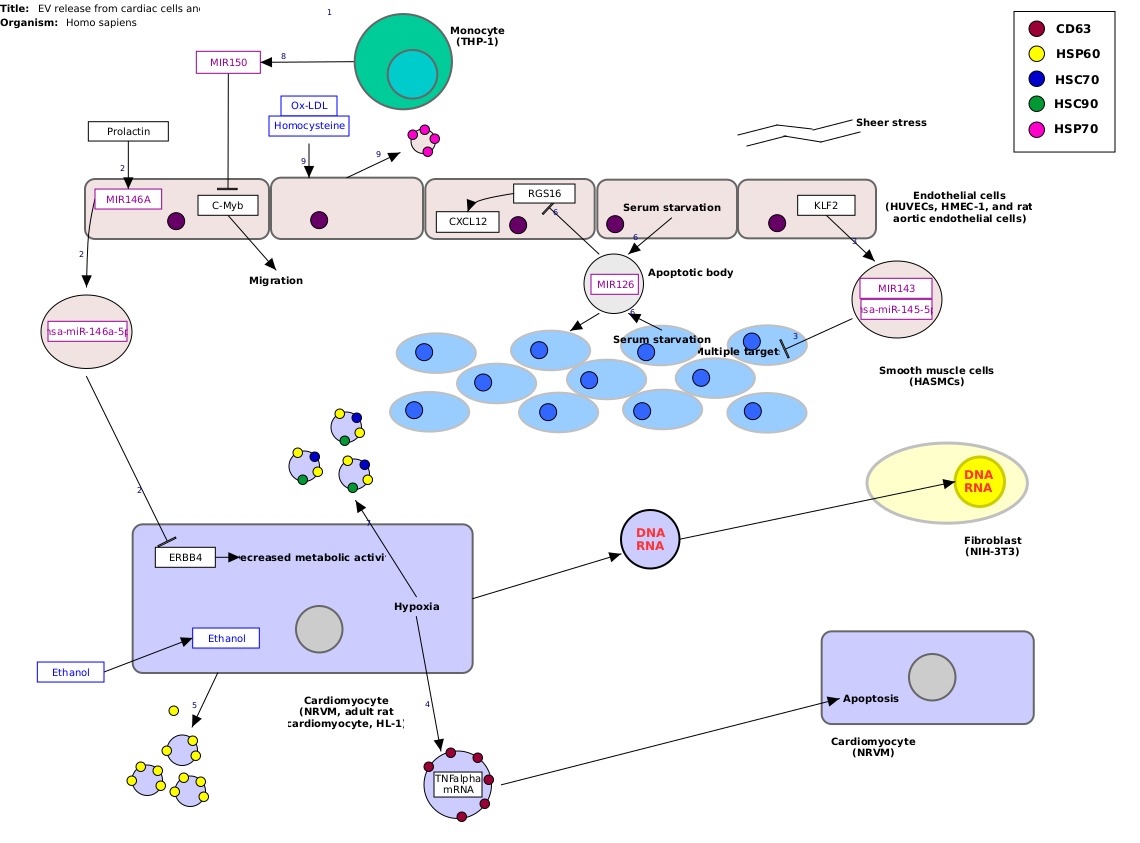 Title: EV release from cardiac cells and
Organism: Homo sapiens
1
Monocyte
(THP-1)
CD63
HSP60
HSC70
HSC90
HSP70
MIR150
8
Ox-LDL
Homocysteine
Prolactin
Sheer stress
9
9
2
MIR146A
C-Myb
RGS16
CXCL12
6
Serum starvation
6
KLF2
3
Endothelial cells
(HUVECs, HMEC-1, and rat
aortic endothelial cells)
2
Migration
Apoptotic body
MIR126
MIR143
sa-miR-145-5p
6
sa-miR-146a-5p
Serum starvation
Multiple target
3
Smooth muscle cells
(HASMCs)
2
7
DNA
RNA
Fibroblast
(NIH-3T3)
DNA
RNA
ERBB4
ecreased metabolic activi
Hypoxia
Ethanol
Ethanol
5
4
Cardiomyocyte
(NRVM, adult rat
cardiomyocyte, HL-1)
Apoptosis
Cardiomyocyte
(NRVM)
TNFalpha
mRNA